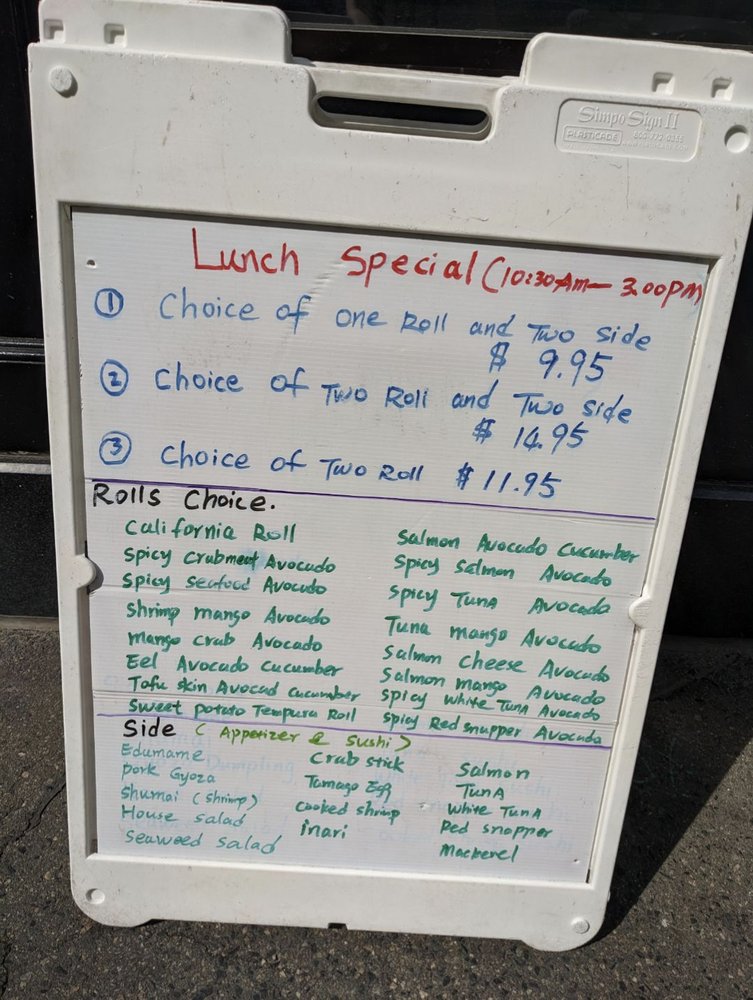 Simpo Sign II
PLASTICADE
Lunch Special (10:30 Am — 3.00pm)
① Choice of one Roll and Two side
$ 9.95
② Choice of Two Roll and Two side
$ 14.95
③ Choice of Two Roll $11.95
Rolls Choice.
California Roll
Spicy Crabmeat Avocado
Spicy seafood Avocado
Shrimp mango Avocado
Mango crab Avocado
Eel Avocado cucumber
Tofu skin Avocad cucumber
Sweet potato Tempura Roll
Salmon Avocado Cucumber
Spicy Salmon Avocado
Spicy Tuna Avocado
Tuna mango Avocado
Salmon Cheese Avocado
Salmon mango Avocado
Spicy white Tuna Avocado
Spicy Red snapper Avocado
Side (Appetizer & Sushi)
Edumame
pork Gyoza
Shumai (shrimp)
House salad
Seaweed salad
Crab stick
Tamago Egg
cooked shrimp
inari
Salmon
Tuna
White Tuna
Red snapper
Mackerel